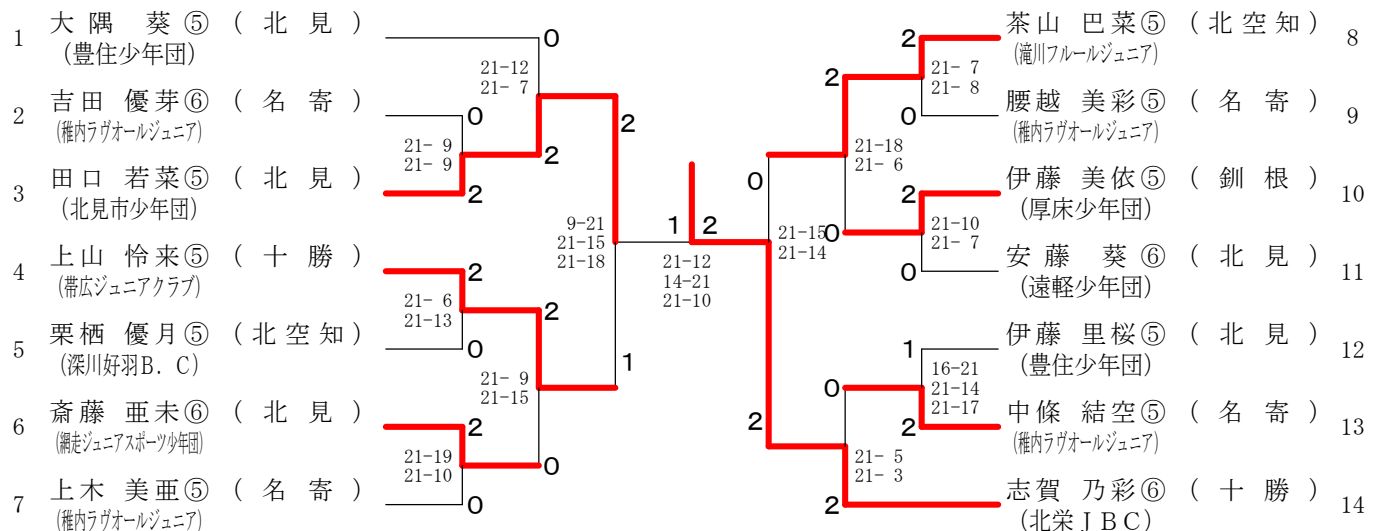 1 大隅 葵⑤ (北見)
(豊住少年団)
0
21-12
21- 7
2 吉田 優芽⑥ (名寄)
(稚内ラヴオールジュニア)
0
21- 9
21- 9
2
2
3 田口 若菜⑤ (北見)
(北見市少年団)
2
9-21
21-15
21-18
4 上山 怜来⑤ (十勝)
(帯広ジュニアクラブ)
2
21- 6
21-13
2
5 栗栖 優月⑤ (北空知)
(深川好羽B.C)
0
21- 9
21-15
1
6 斎藤 亜未⑥ (北見)
(網走ジュニアスポーツ少年団)
2
21-19
21-10
0
7 上木 美亜⑤ (名寄)
(稚内ラヴオールジュニア)
0
1 2
21-12
14-21
21-10
茶山 巴菜⑤ (北空知) 8
(滝川フルールジュニア)
2
21- 7
21- 8
2
腰越 美彩⑤ (名寄) 9
(稚内ラヴオールジュニア)
0
21-18
21- 6
0
伊藤 美依⑤ (釧根) 10
(厚床少年団)
2
21-10
21- 7
0
21-15
21-14
安藤 葵⑥ (北見) 11
(遠軽少年団)
0
伊藤 里桜⑤ (北見) 12
(豊住少年団)
1
16-21
21-14
21-17
0
中條 結空⑤ (名寄) 13
(稚内ラヴオールジュニア)
2
2
21- 5
21- 3
志賀 乃彩⑥ (十勝) 14
(北栄JBC)
2